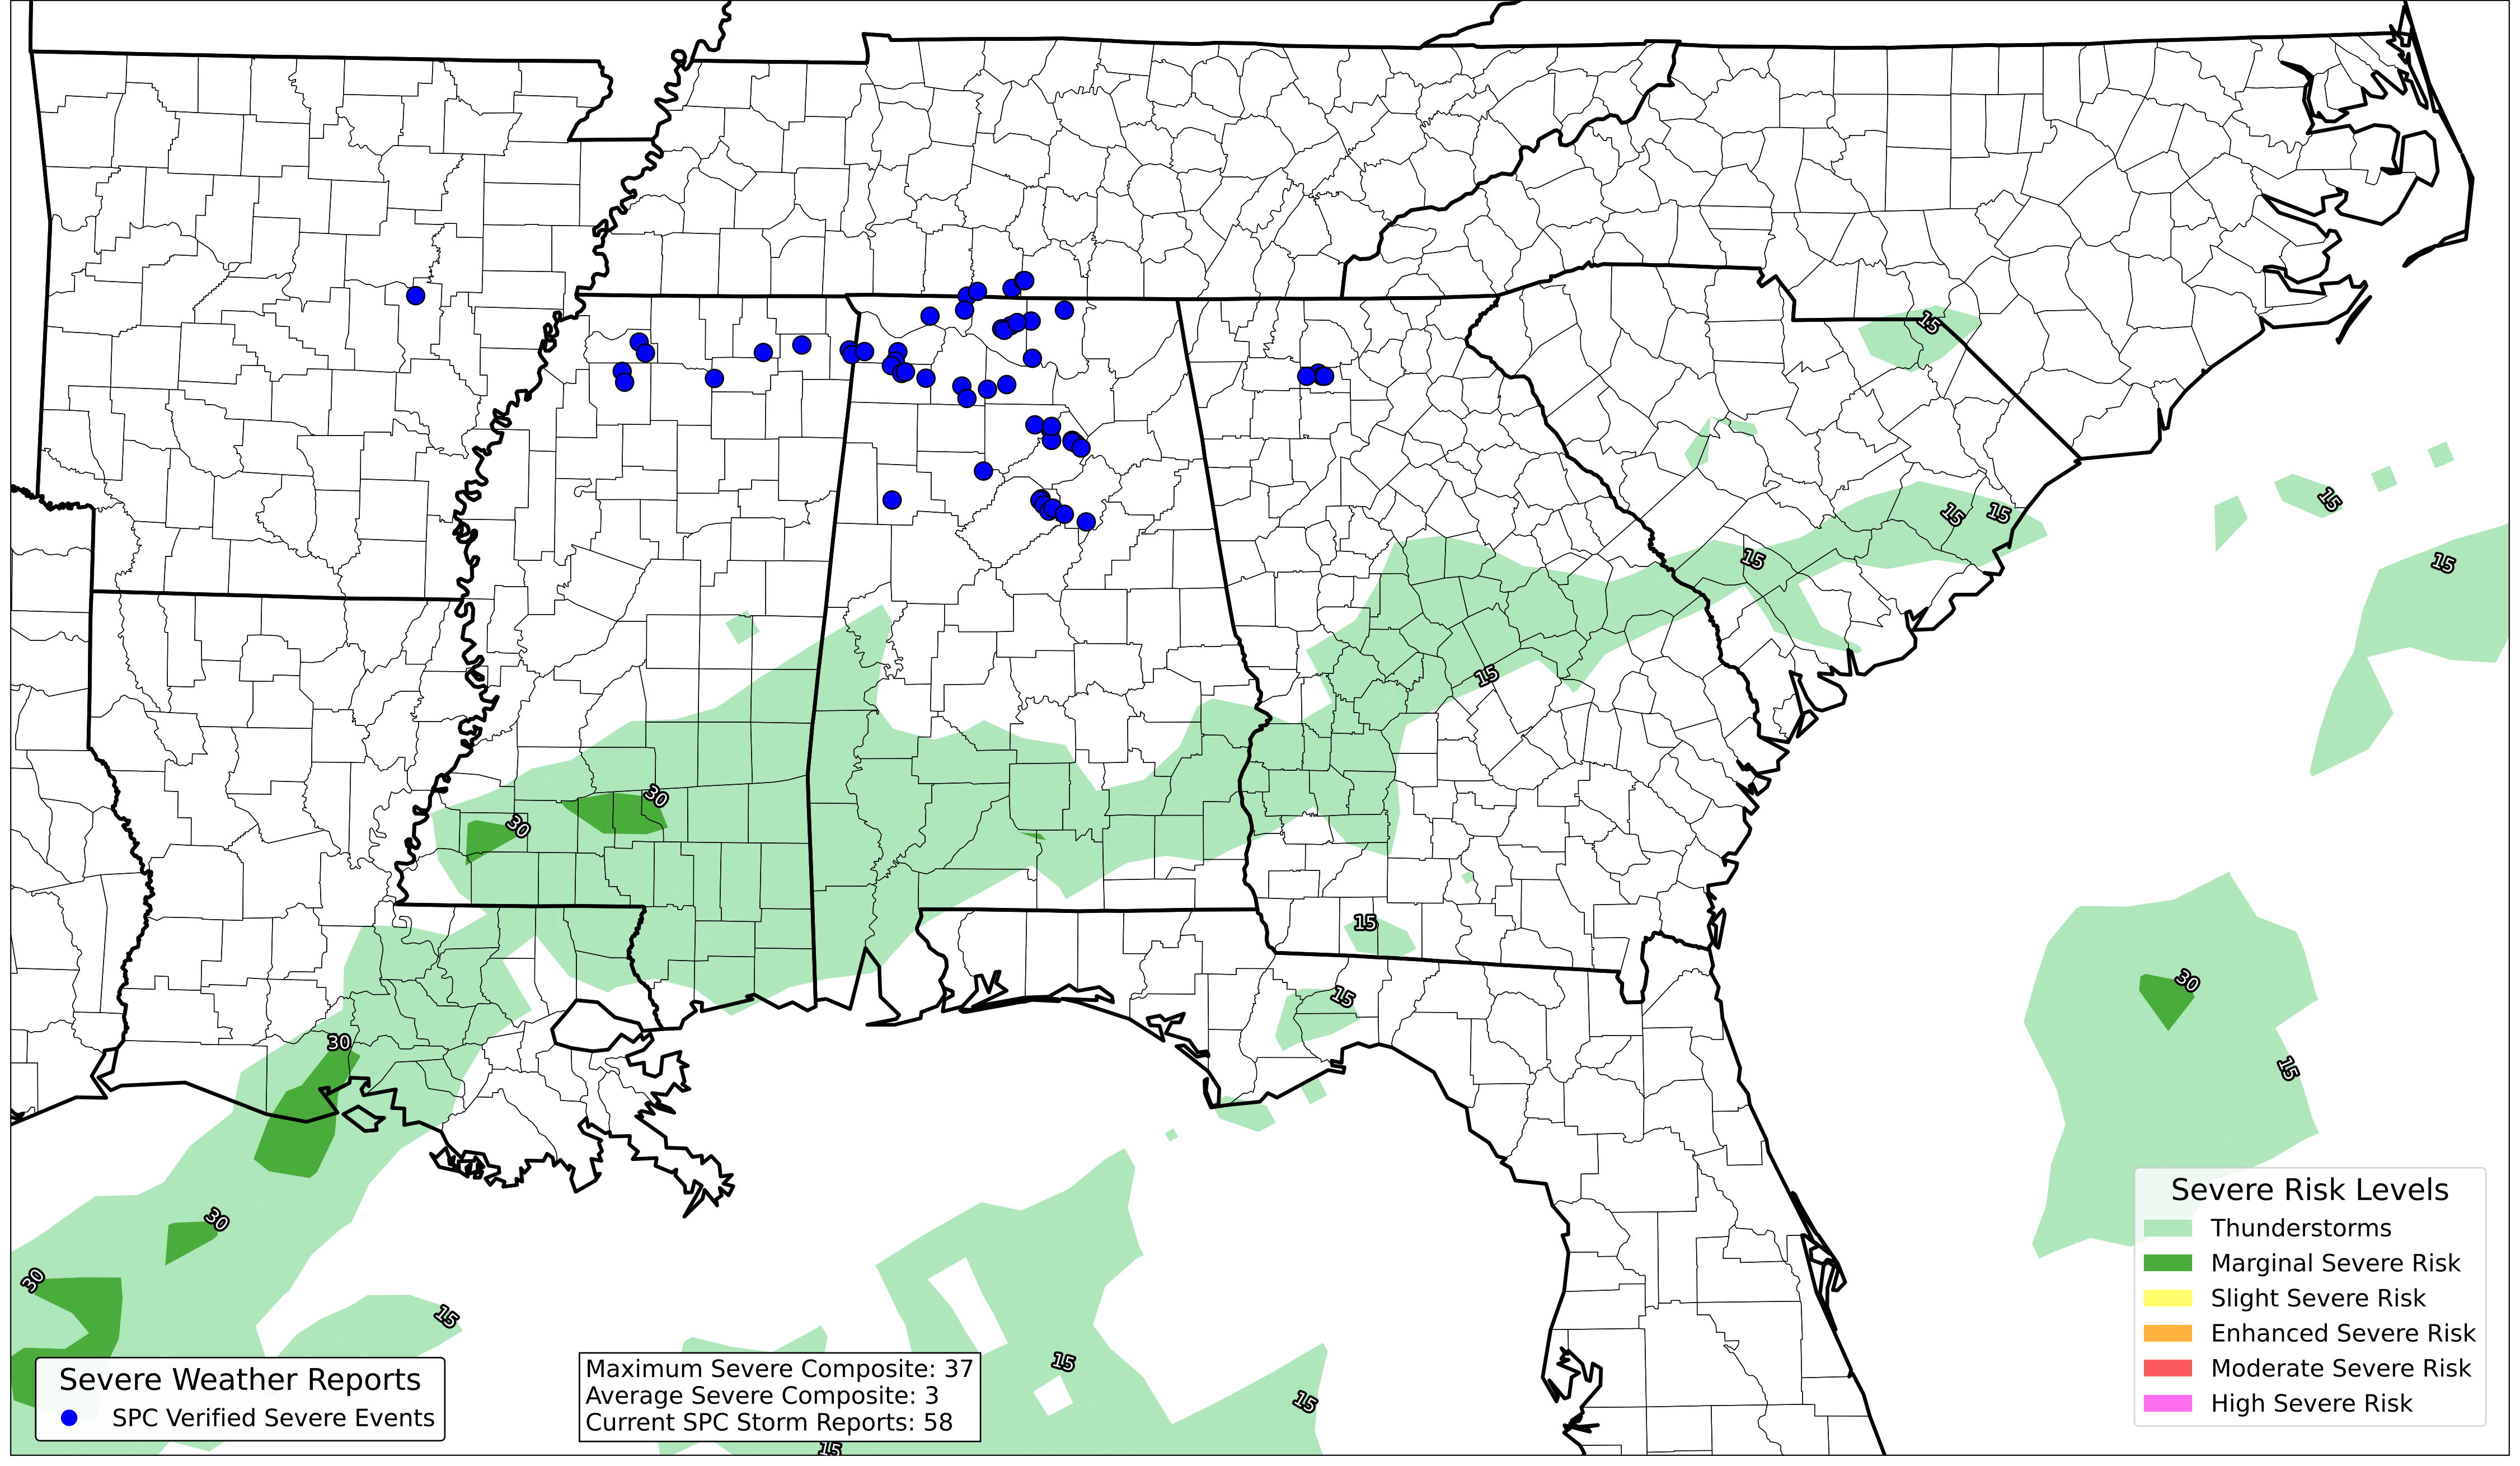 15
15
15
15
15
15
15
15
30
30
15
30
15
30
15
30
15
30
15
15
15
15
Severe Weather Reports
SPC Verified Severe Events
Maximum Severe Composite: 37
Average Severe Composite: 3
Current SPC Storm Reports: 58
Severe Risk Levels
Thunderstorms
Marginal Severe Risk
Slight Severe Risk
Enhanced Severe Risk
Moderate Severe Risk
High Severe Risk